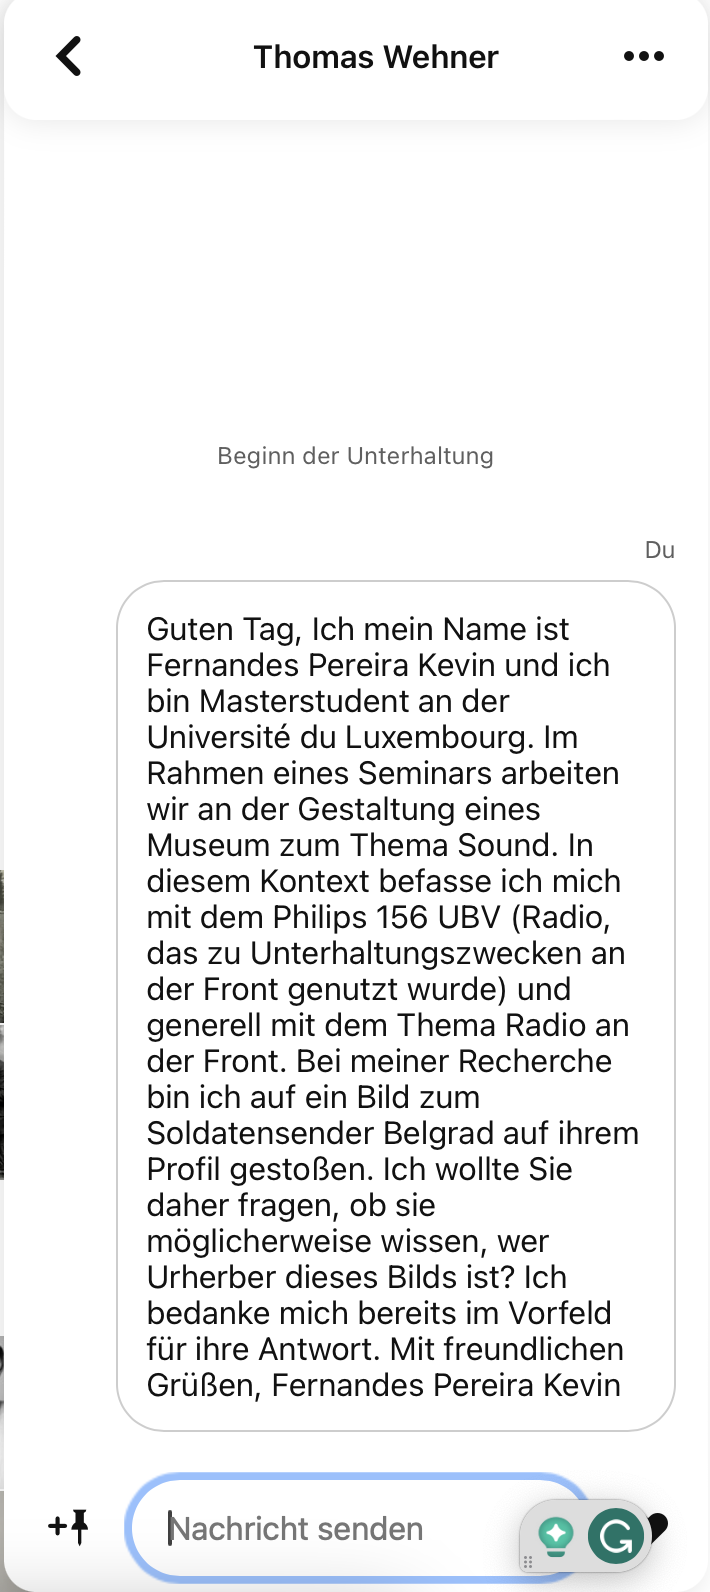 Thomas Wehner
Beginn der Unterhaltung
Du
Guten Tag, Ich mein Name ist
Fernandes Pereira Kevin und ich
bin Masterstudent an der
Université du Luxembourg. Im
Rahmen eines Seminars arbeiten
wir an der Gestaltung eines
Museum zum Thema Sound. In
diesem Kontext befasse ich mich
mit dem Philips 156 UBV (Radio,
das zu Unterhaltungszwecken an
der Front genutzt wurde) und
generell mit dem Thema Radio an
der Front. Bei meiner Recherche
bin ich auf ein Bild zum
Soldatensender Belgrad auf ihrem
Profil gestoßen. Ich wollte Sie
daher fragen, ob sie
möglicherweise wissen, wer
Urherber dieses Bilds ist? Ich
bedanke mich bereits im Vorfeld
für ihre Antwort. Mit freundlichen
Grüßen, Fernandes Pereira Kevin
Nachricht senden